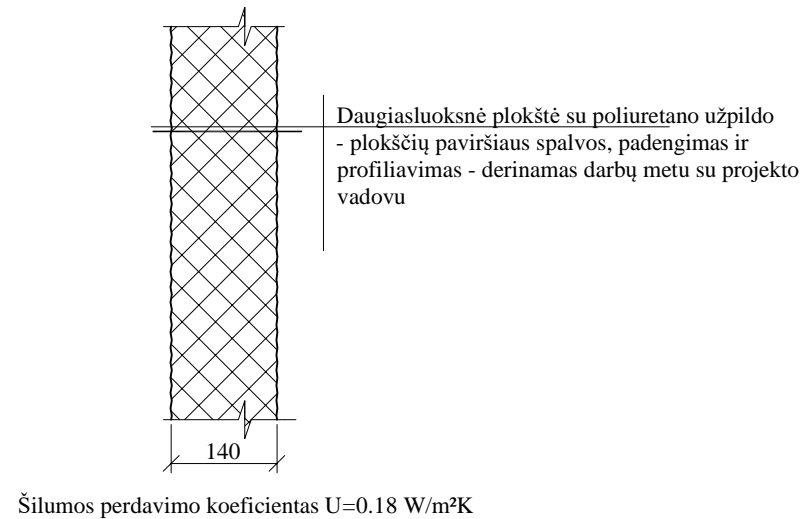 Daugiasluoksnė plokštė su poliuretano užpildo
- plokščių paviršiaus spalvos, padengimas ir
profiliavimas - derinamas darbų metu su projekto
vadovu
140
Šilumos perdavimo koeficientas U=0.18 W/m²K